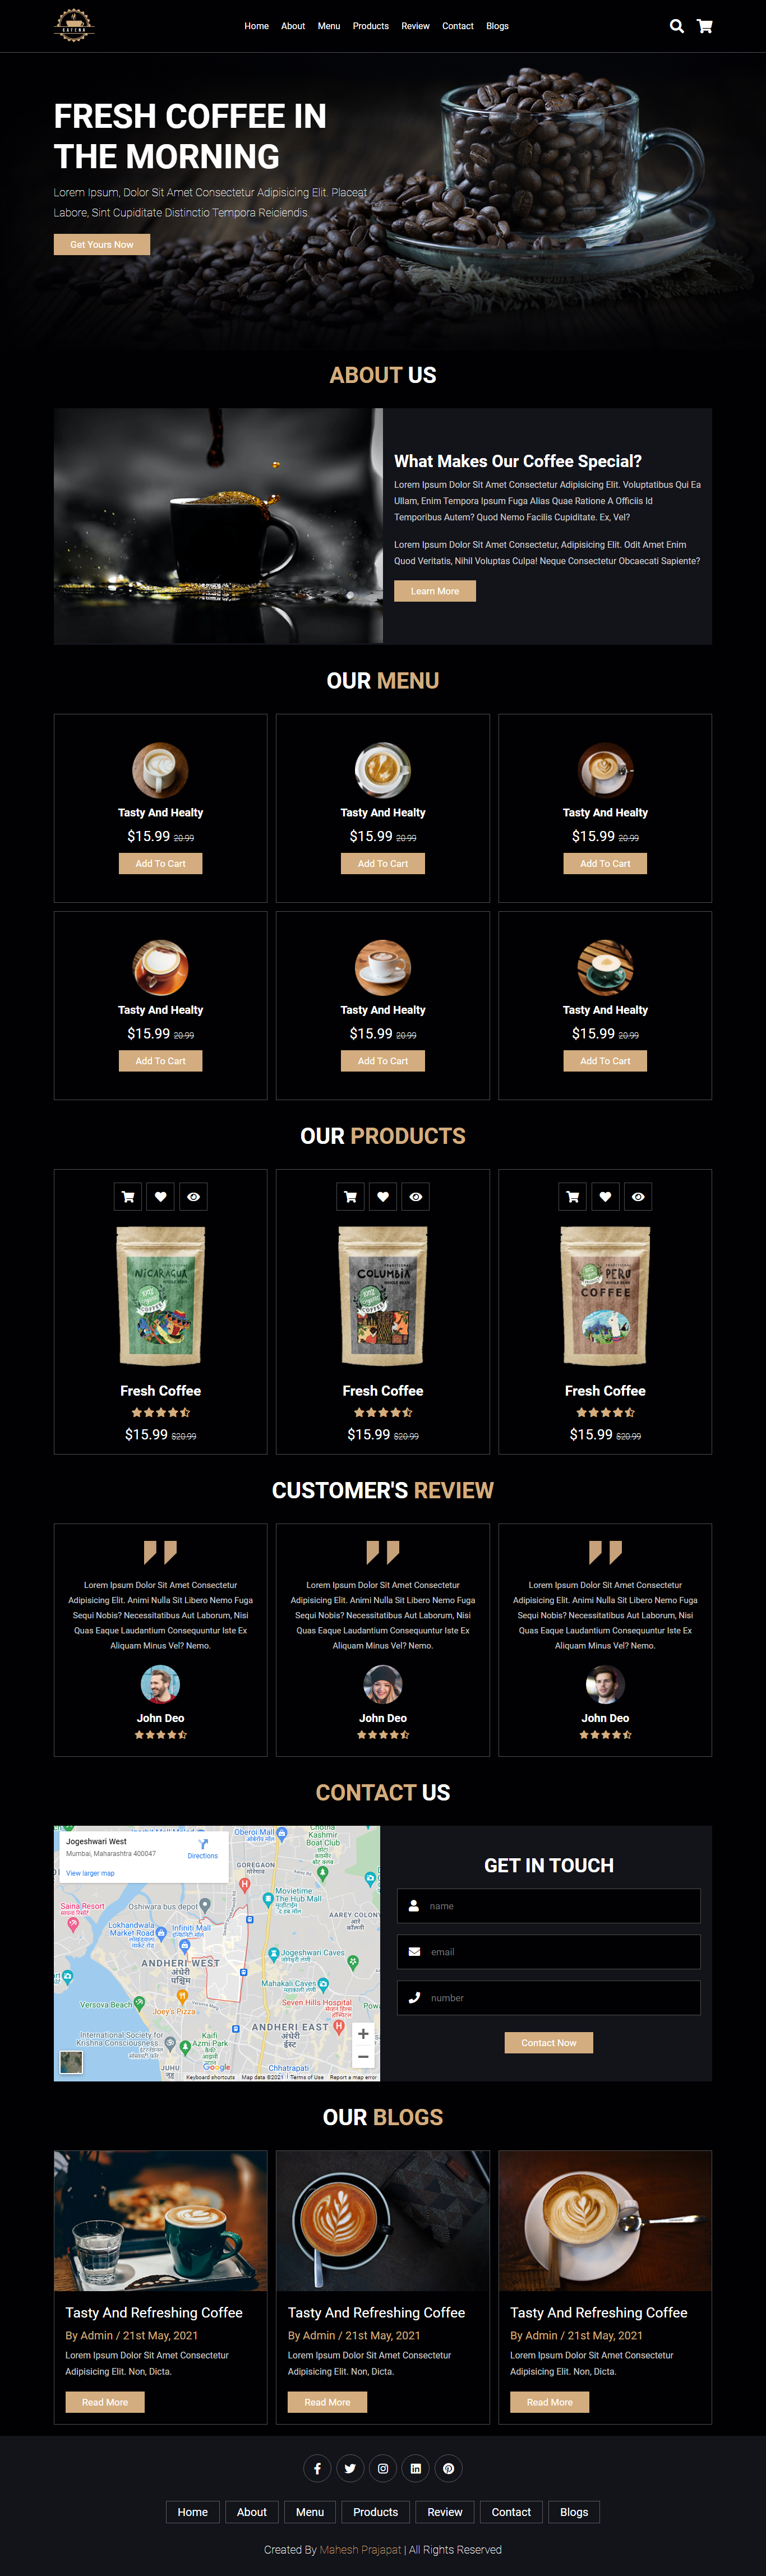 Home About Menu Products Review Contact Blogs
FRESH COFFEE IN
THE MORNING
Lorem Ipsum, Dolor Sit Amet Consectetur Adipisicing Elit. Placeat
Labore, Sint Cupiditate Distinctio Tempora Reiciendis.
Get Yours Now
ABOUT US
What Makes Our Coffee Special?
Lorem Ipsum Dolor Sit Amet Consectetur Adipisicing Elit. Voluptatibus Qui Ea
Ullam, Enim Tempora Ipsum Fuga Alias Quae Ratione A Officiis Id
Temporibus Autem? Quod Nemo Facilis Cupiditate. Ex, Vel?
Lorem Ipsum Dolor Sit Amet Consectetur, Adipisicing Elit. Odit Amet Enim
Quod Veritatis, Nihil Voluptas Culpa! Neque Consectetur Obcaecati Sapiente?
Learn More
OUR MENU
Tasty And Healty
$15.99 20.99
Add To Cart
Tasty And Healty
$15.99 20.99
Add To Cart
Tasty And Healty
$15.99 20.99
Add To Cart
Tasty And Healty
$15.99 20.99
Add To Cart
Tasty And Healty
$15.99 20.99
Add To Cart
Tasty And Healty
$15.99 20.99
Add To Cart
OUR PRODUCTS
NICARAGUA
COFFEE
Fresh Coffee
$15.99 $20.99
COLUMBIA
COFFEE
Fresh Coffee
$15.99 $20.99
PERU
COFFEE
Fresh Coffee
$15.99 $20.99
CUSTOMER'S REVIEW
Lorem Ipsum Dolor Sit Amet Consectetur
Adipisicing Elit. Animi Nulla Sit Libero Nemo Fuga
Sequi Nobis? Necessitatibus Aut Laborum, Nisi
Quas Eaque Laudantium Consequuntur Iste Ex
Aliquam Minus Vel? Nemo.
John Deo
Lorem Ipsum Dolor Sit Amet Consectetur
Adipisicing Elit. Animi Nulla Sit Libero Nemo Fuga
Sequi Nobis? Necessitatibus Aut Laborum, Nisi
Quas Eaque Laudantium Consequuntur Iste Ex
Aliquam Minus Vel? Nemo.
John Deo
Lorem Ipsum Dolor Sit Amet Consectetur
Adipisicing Elit. Animi Nulla Sit Libero Nemo Fuga
Sequi Nobis? Necessitatibus Aut Laborum, Nisi
Quas Eaque Laudantium Consequuntur Iste Ex
Aliquam Minus Vel? Nemo.
John Deo
CONTACT US
Jogeshwari West
Mumbai, Maharashtra 400047
Directions
View larger map
Oberoi Mall
ओबेरॉय मॉल
Chotta
Kashmir
Boat Club
GOREGAON
गोरेगाव
Movietime
The Hub Mall
Saina Resort
Oshiwara bus depot
AAREY COLONY
Lokhandwala
Market Road
Infiniti Mall
Jogeshwari Caves
ANDHERI WEST
अंधेरी
पश्चिम
Mahakali Caves
Versova Beach
Joey's Pizza
Seven Hills Hospital
ANDHERI EAST
अंधेरी
ईस्ट
International Society for
Krishna Consciousness
Kaifi
Azmi Park
JUHU
जुहू
Google
Chhatrapati
Keyboard shortcuts Map data ©2021 Terms of Use Report a map error
GET IN TOUCH
name
email
number
Contact Now
OUR BLOGS
Tasty And Refreshing Coffee
By Admin / 21st May, 2021
Lorem Ipsum Dolor Sit Amet Consectetur
Adipisicing Elit. Non, Dicta.
Read More
Tasty And Refreshing Coffee
By Admin / 21st May, 2021
Lorem Ipsum Dolor Sit Amet Consectetur
Adipisicing Elit. Non, Dicta.
Read More
Tasty And Refreshing Coffee
By Admin / 21st May, 2021
Lorem Ipsum Dolor Sit Amet Consectetur
Adipisicing Elit. Non, Dicta.
Read More
Home About Menu Products Review Contact Blogs
Created By Mahesh Prajapat | All Rights Reserved